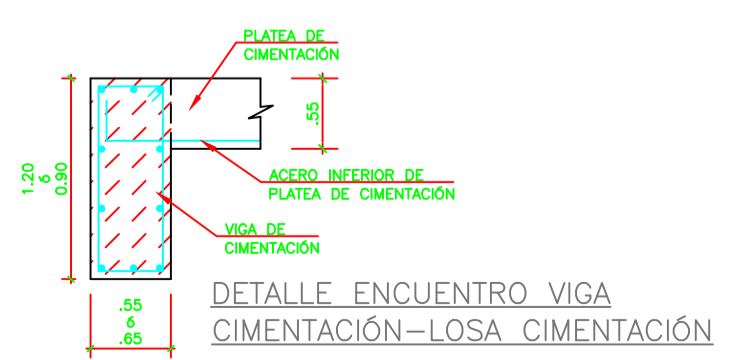 PLATEA DE
CIMENTACIÓN
.55
ACERO INFERIOR DE
PLATEA DE CIMENTACIÓN
1.20
ó
0.90
VIGA DE
CIMENTACIÓN
.55
ó
.65
DETALLE ENCUENTRO VIGA
CIMENTACIÓN–LOSA CIMENTACIÓN